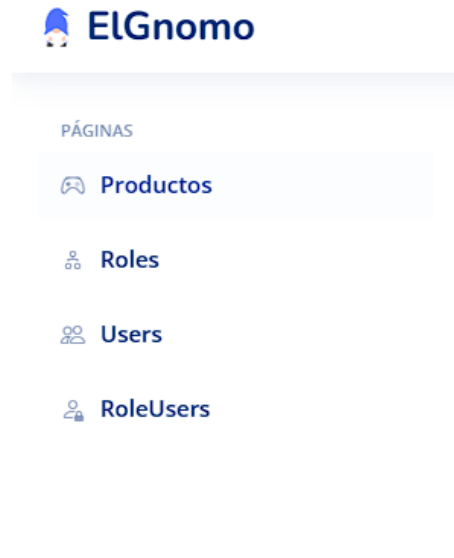 ElGnomo
PÁGINAS
Productos
Roles
Users
RoleUsers